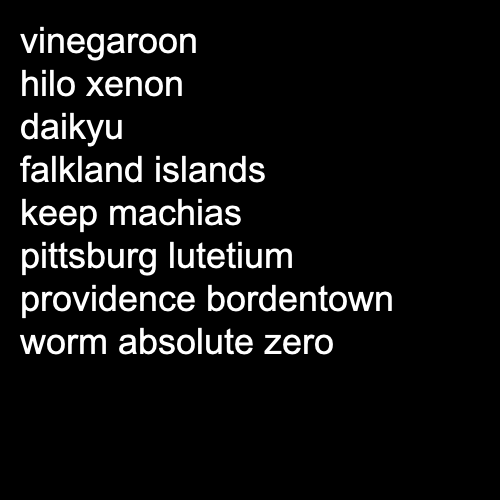 vinegaroon
hilo xenon
daikyu
falkland islands
keep machias
pittsburg lutetium
providence bordentown
worm absolute zero